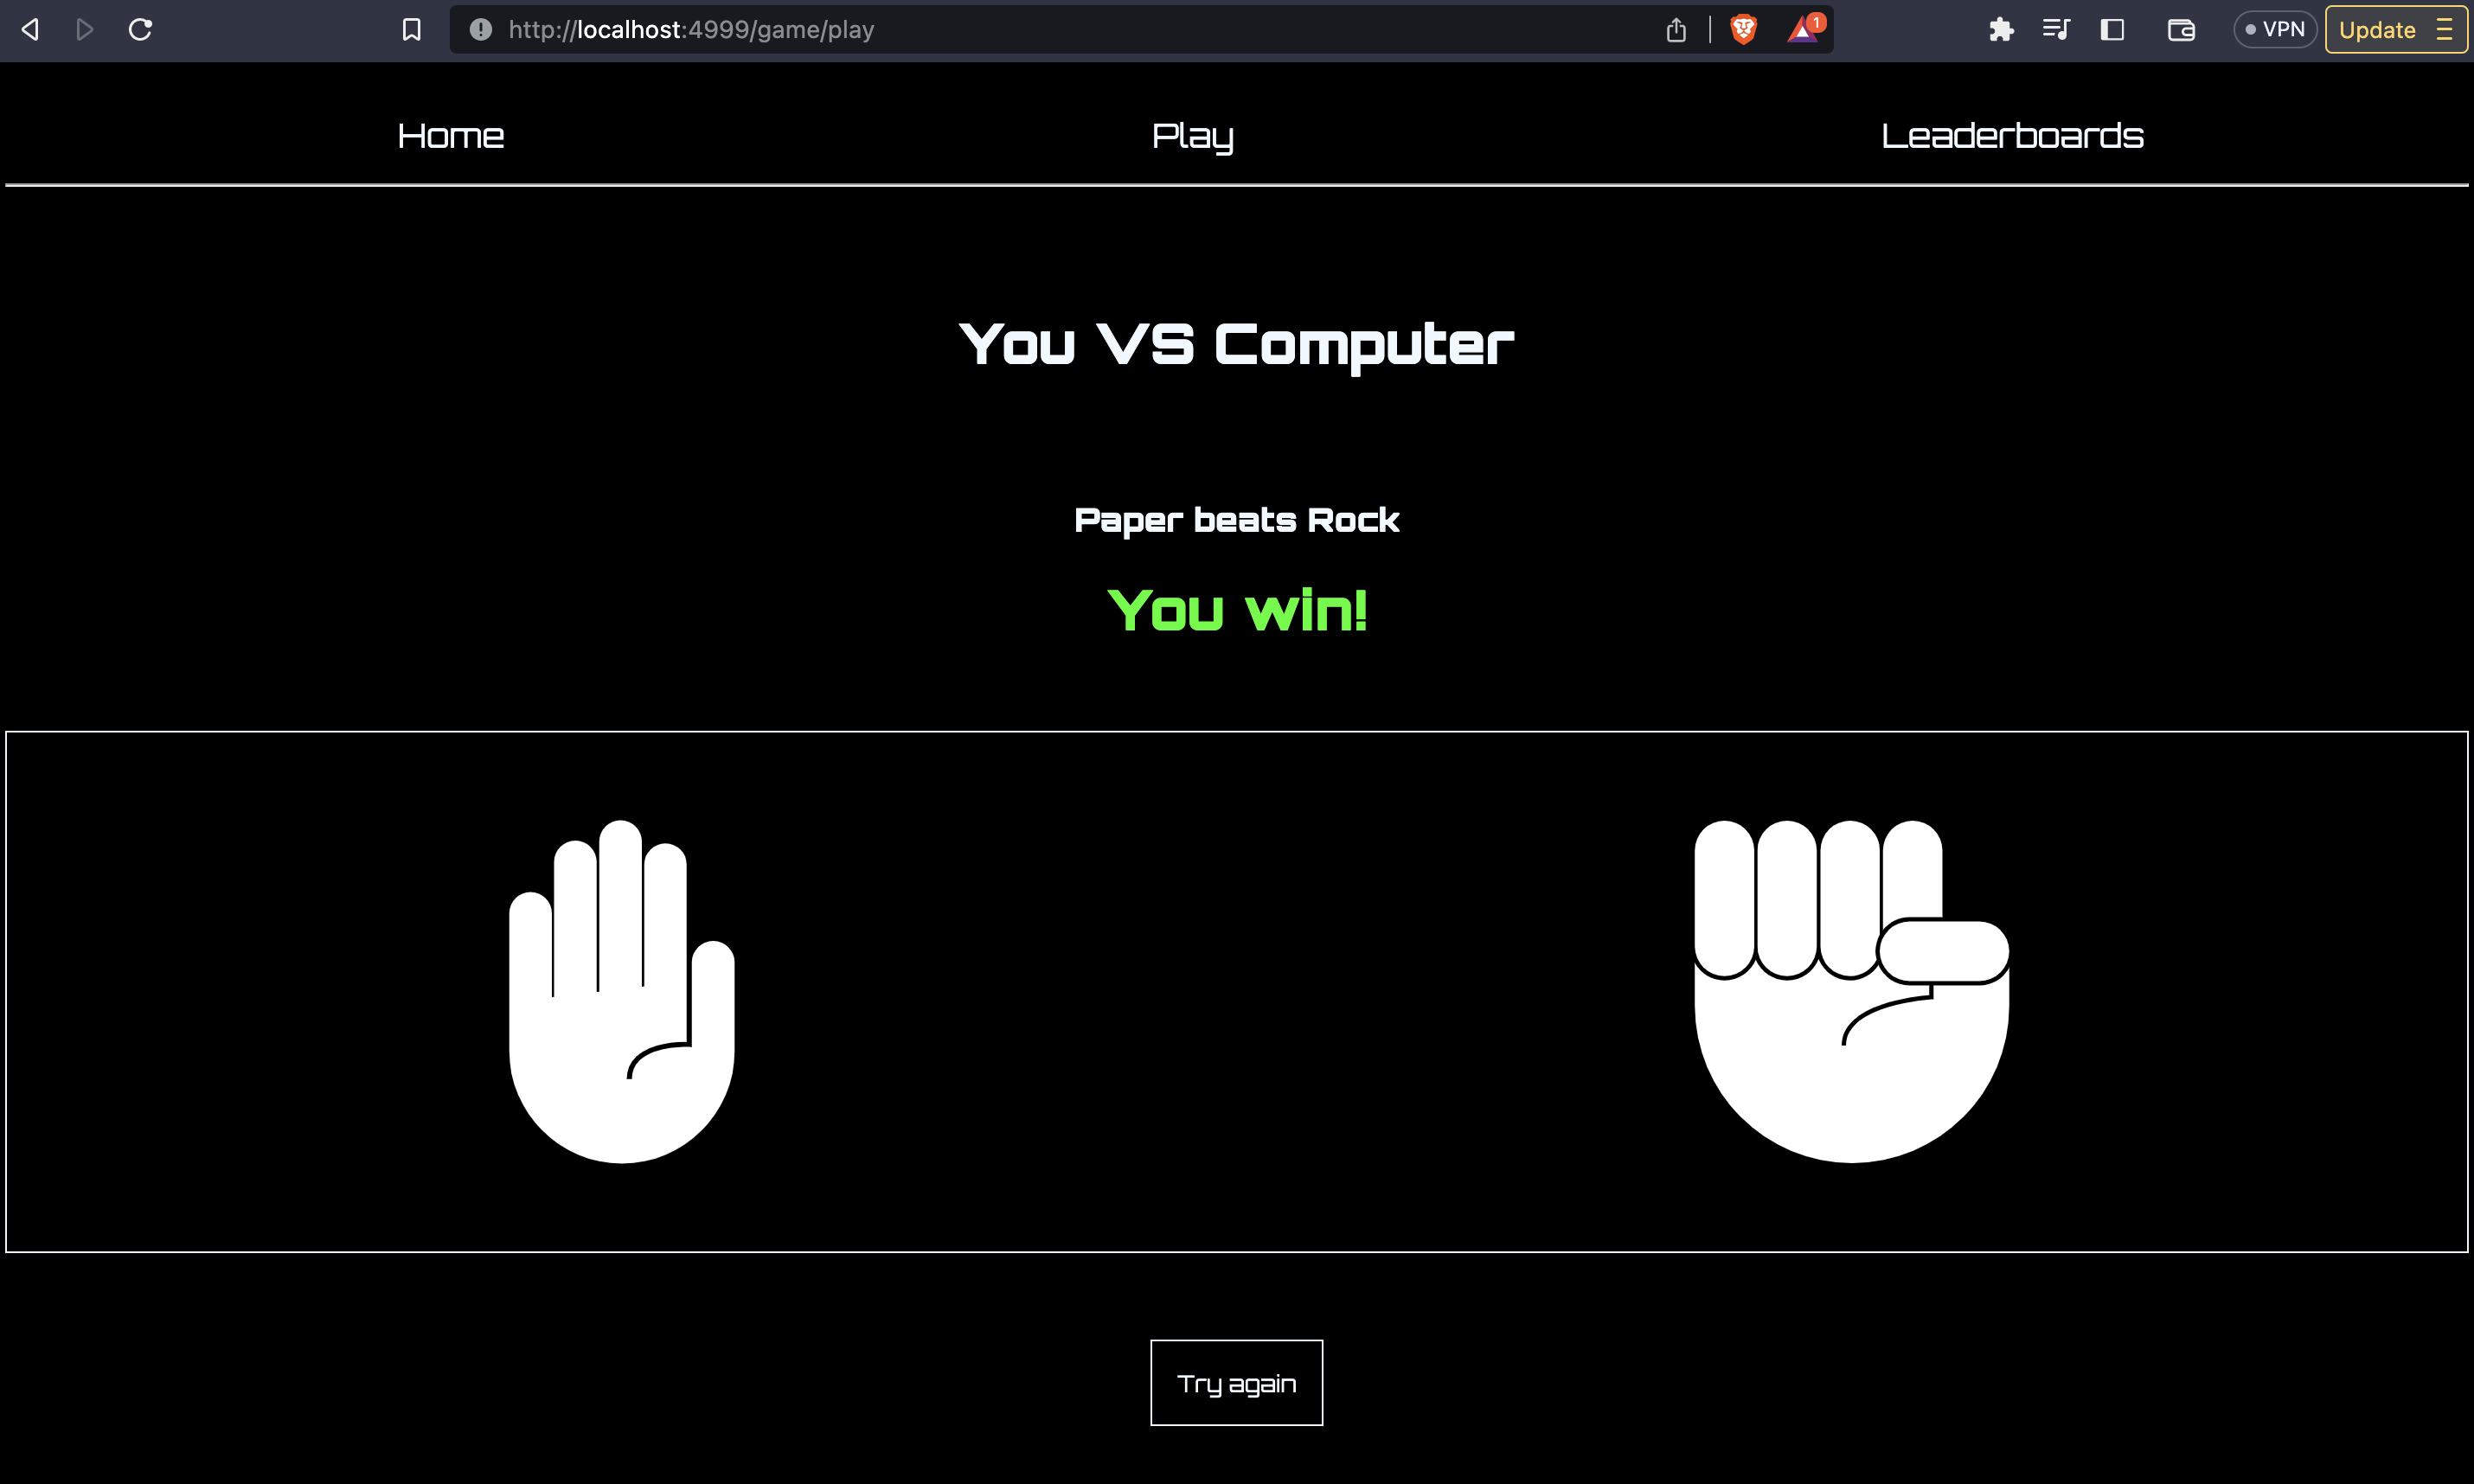 http://localhost:4999/game/play
1
VPN
Update
Home Play Leaderboards
You VS Computer
Paper beats Rock
You win!
Try again